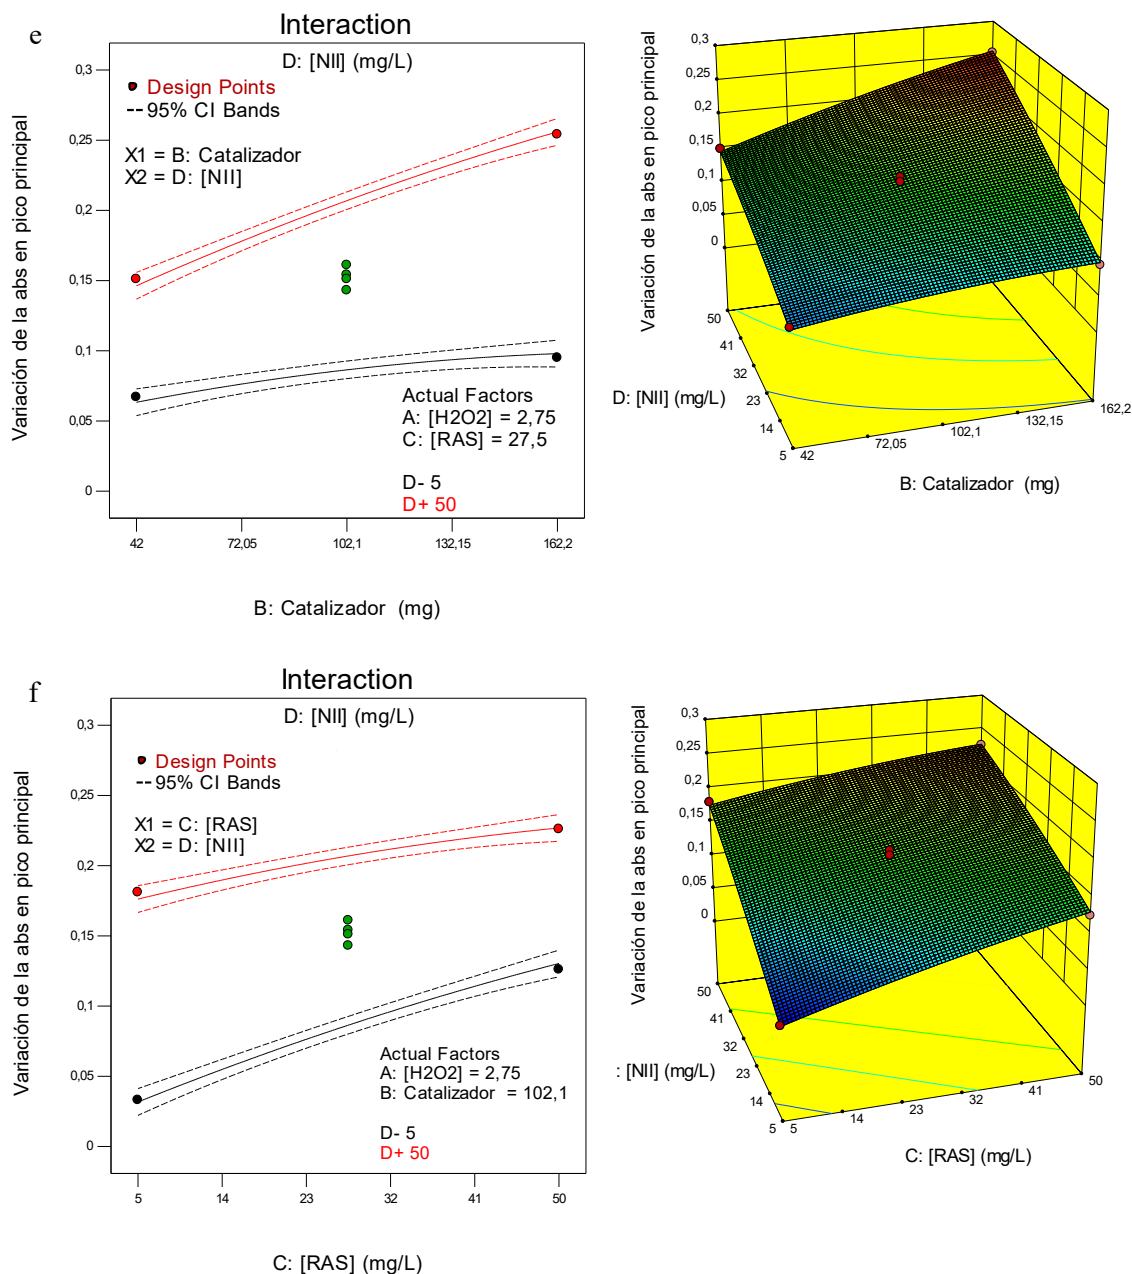 e
Interaction
D: [NII] (mg/L)
Design Points
95% CI Bands
X1 = B: Catalizador
X2 = D: [NII]
Variación de la abs en pico principal
0,3
0,25
0,2
0,15
0,1
0,05
0
Actual Factors
A: [H2O2] = 2,75
C: [RAS] = 27,5
D- 5
D+ 50
42 72,05 102,1 132,15 162,2
B: Catalizador (mg)
Variación de la abs en pico principal
0,3
0,25
0,2
0,15
0,1
0,05
0
50
41
32
23
14
5
D: [NII] (mg/L)
42 72,05 102,1 132,15 162,2
B: Catalizador (mg)
f
Interaction
D: [NII] (mg/L)
Design Points
95% CI Bands
X1 = C: [RAS]
X2 = D: [NII]
Variación de la abs en pico principal
0,3
0,25
0,2
0,15
0,1
0,05
0
Actual Factors
A: [H2O2] = 2,75
B: Catalizador = 102,1
D- 5
D+ 50
5 14 23 32 41 50
C: [RAS] (mg/L)
Variación de la abs en pico principal
0,3
0,25
0,2
0,15
0,1
0,05
0
50
41
32
23
14
5
: [NII] (mg/L)
5 14 23 32 41 50
C: [RAS] (mg/L)